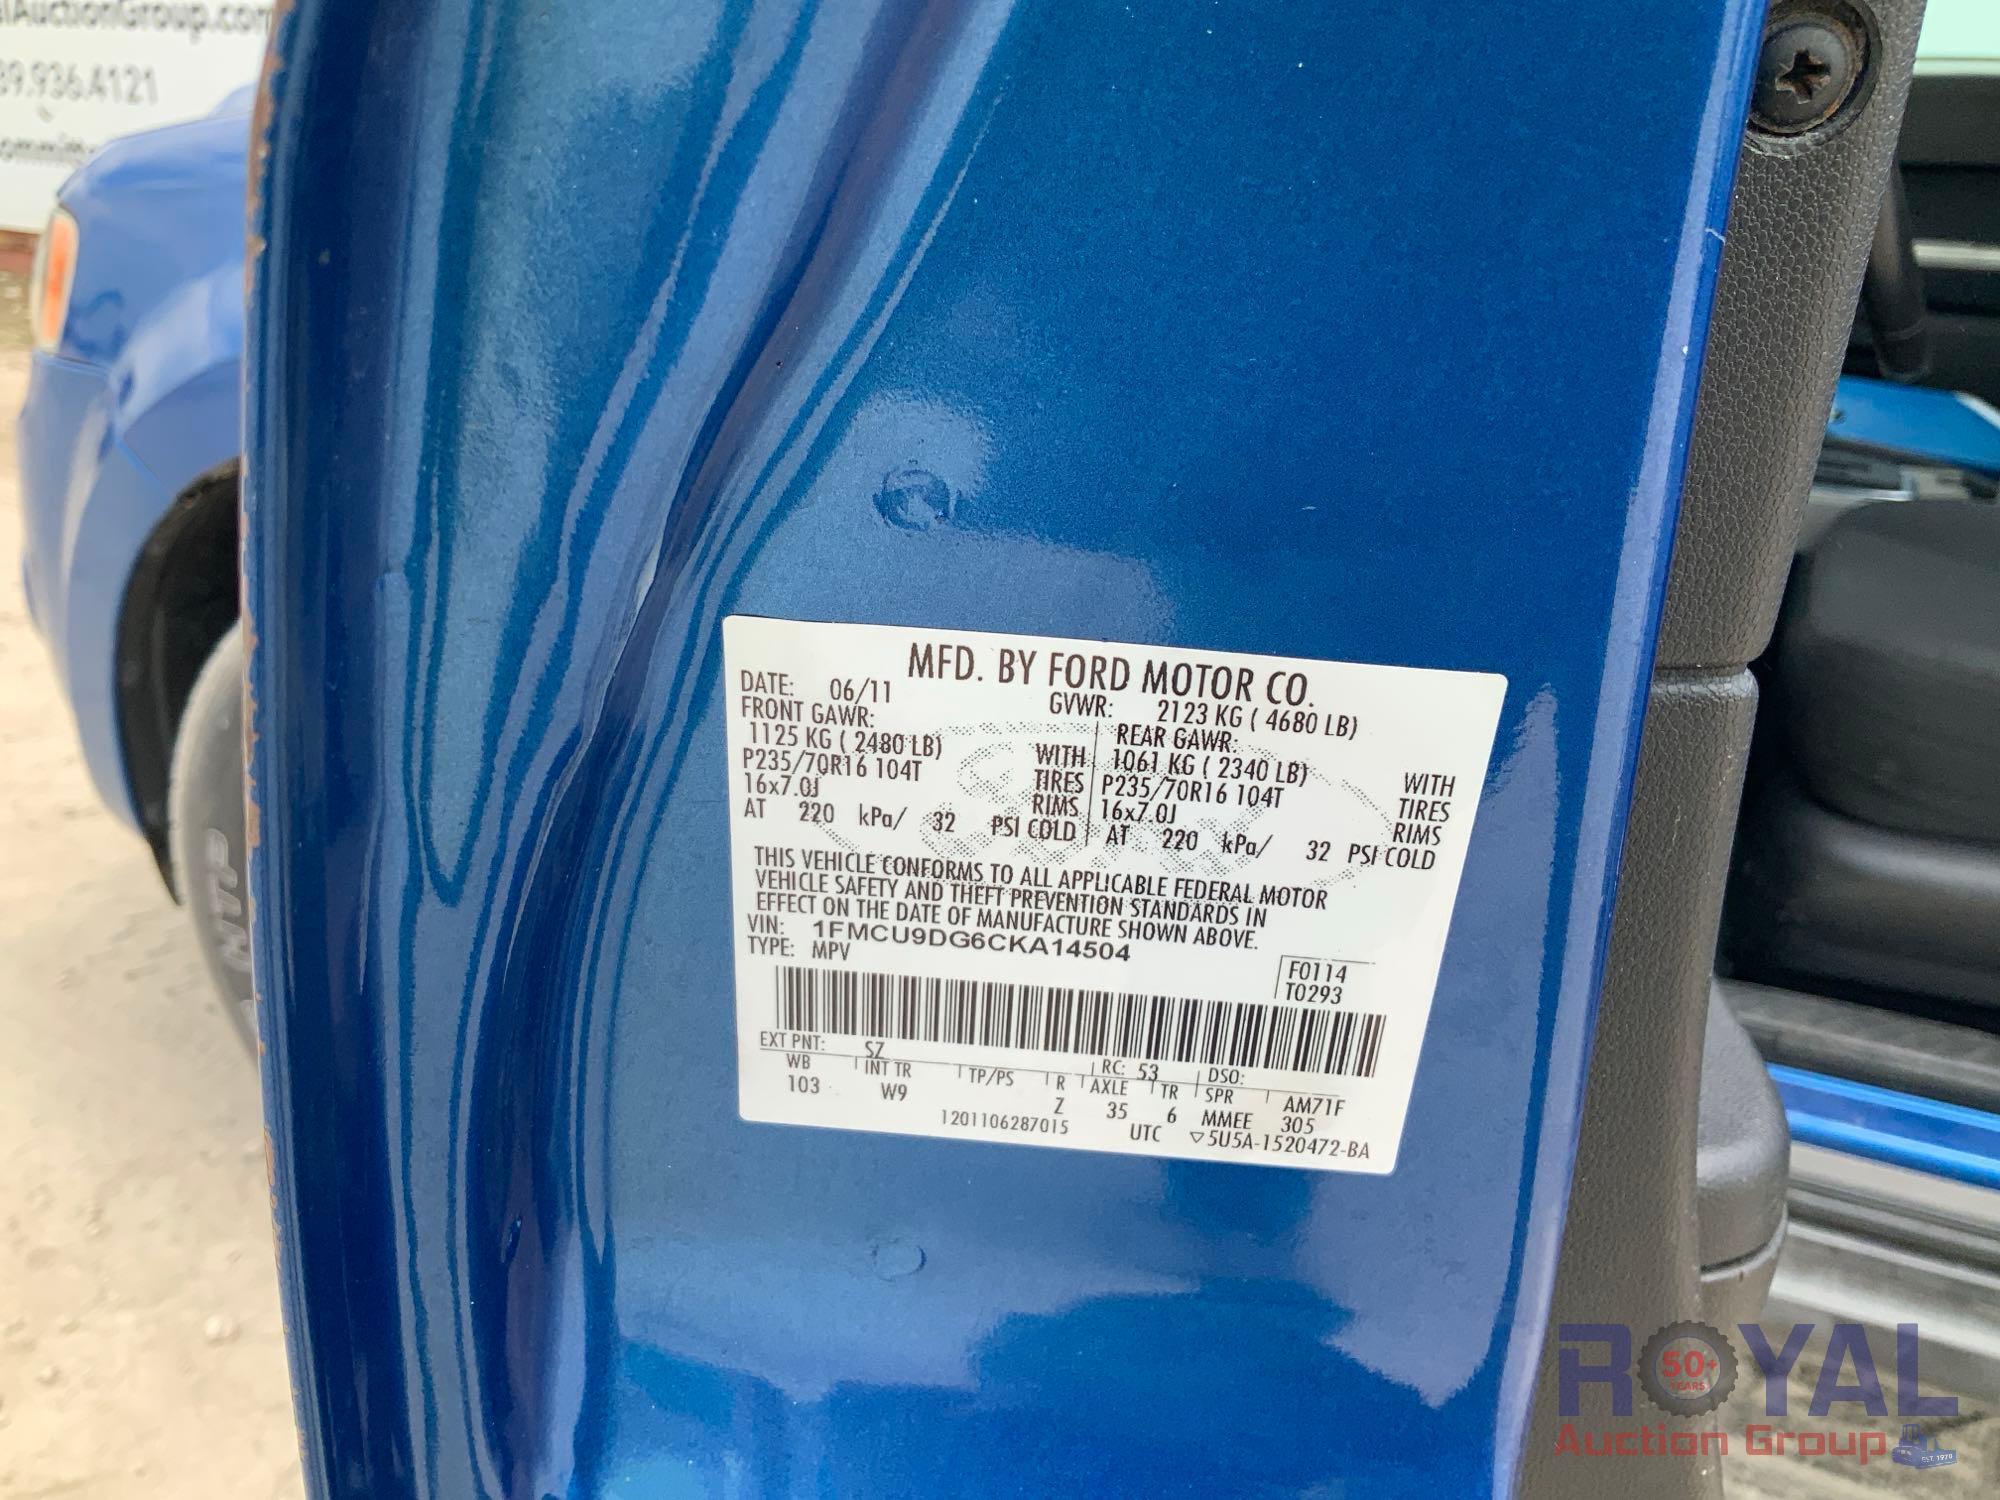 AuctionGroup.com
39.936.4121
MFD. BY FORD MOTOR CO.
DATE: 06/11 GVWR: 2123 KG ( 4680 LB)
FRONT GAWR: REAR GAWR:
1125 KG ( 2480 LB) WITH 1061 KG ( 2340 LB) WITH
P235/70R16 104T TIRES P235/70R16 104T TIRES
16x7.0J RIMS 16x7.0J RIMS
AT 220 kPa/ 32 PSI COLD AT 220 kPa/ 32 PSI COLD
THIS VEHICLE CONFORMS TO ALL APPLICABLE FEDERAL MOTOR
VEHICLE SAFETY AND THEFT PREVENTION STANDARDS IN
EFFECT ON THE DATE OF MANUFACTURE SHOWN ABOVE.
VIN: 1FMCU9DG6CKA14504
TYPE: MPV
F0114
T0293
EXT PNT: SZ RC: 53 DSO:
WB INT TR TP/PS R AXLE TR SPR AM71F
103 W9 Z 35 6 MMEE 305
1201106287015 UTC ▽5U5A-1520472-BA
HTP
ROYAL
50+
YEARS
Auction Group
EST. 1970